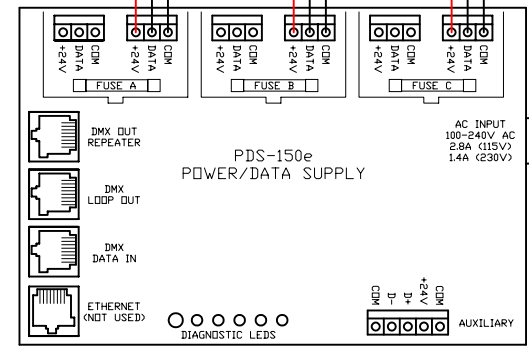 +24V DATA COM +24V DATA COM
+24V DATA COM +24V DATA COM
+24V DATA COM +24V DATA COM
FUSE A
FUSE B
FUSE C
DMX OUT
REPEATER
AC INPUT
100-240V AC
2.8A (115V)
1.4A (230V)
PDS-150e
POWER/DATA SUPPLY
DMX
LOOP OUT
DMX
DATA IN
ETHERNET
(NOT USED)
DIAGNOSTIC LEDS
COM D- D+ +24V COM
AUXILIARY